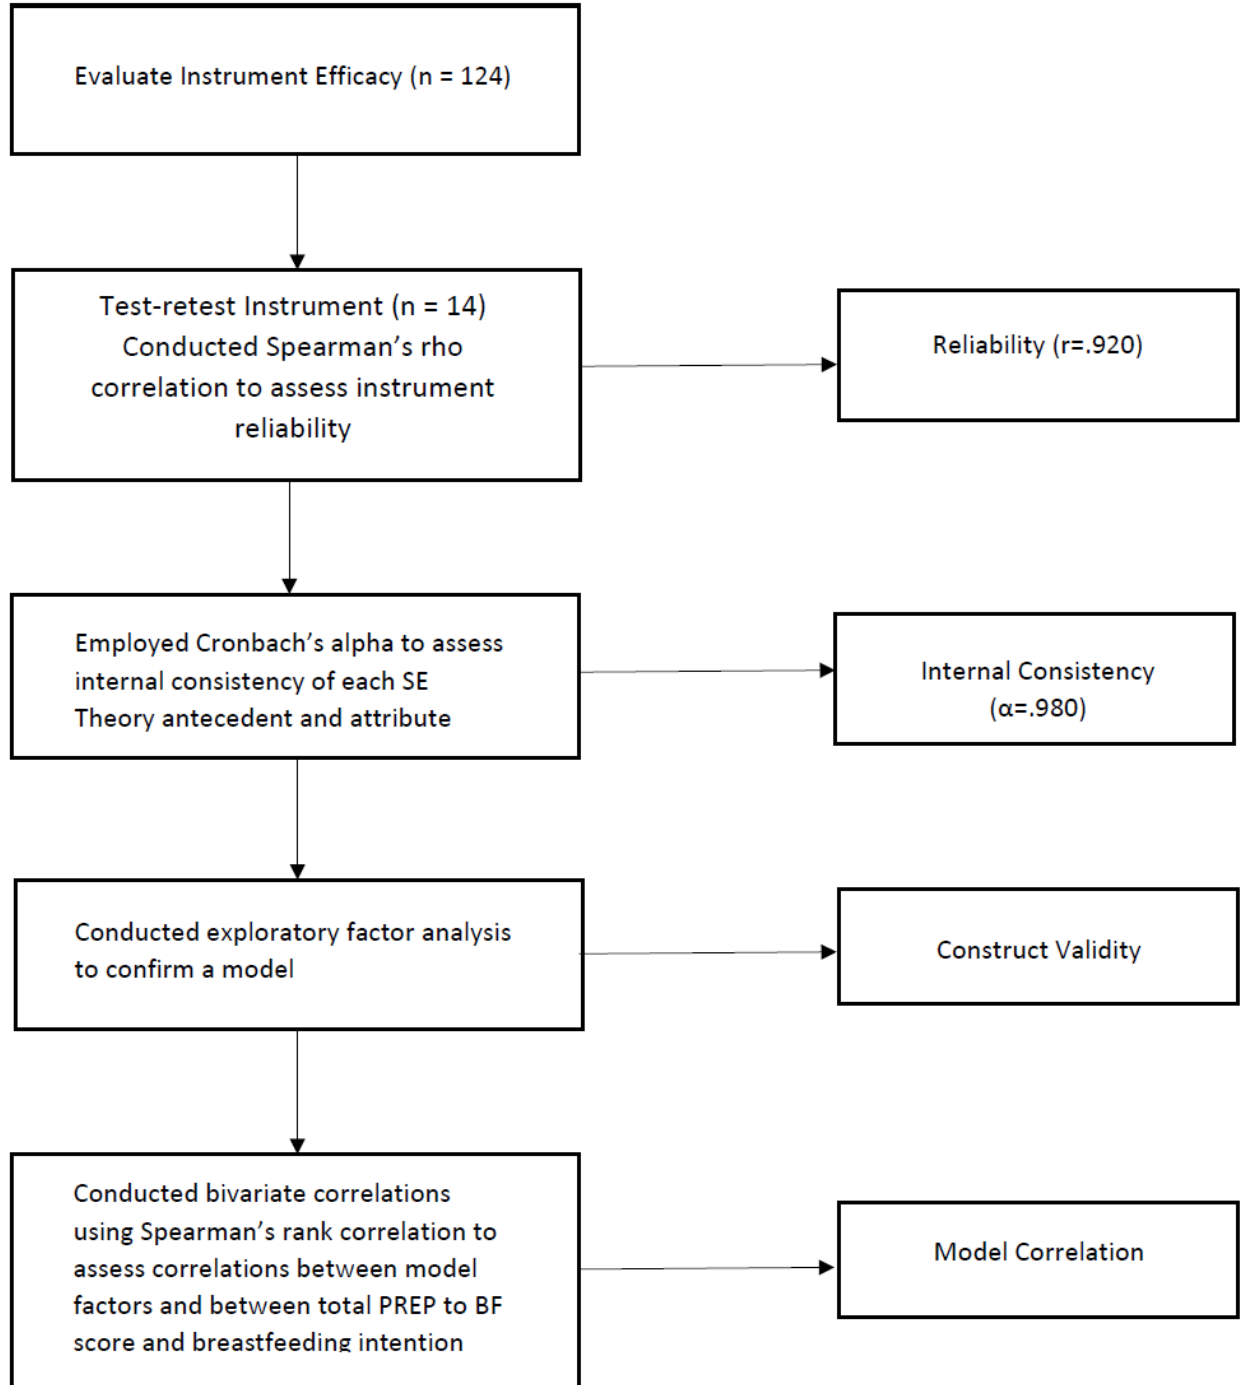 Evaluate Instrument Efficacy (n = 124)
Test-retest Instrument (n = 14)
Conducted Spearman’s rho
correlation to assess instrument
reliability
Reliability (r=.920)
Employed Cronbach’s alpha to assess
internal consistency of each SE
Theory antecedent and attribute
Internal Consistency
(α=.980)
Conducted exploratory factor analysis
to confirm a model
Construct Validity
Conducted bivariate correlations
using Spearman’s rank correlation to
assess correlations between model
factors and between total PREP to BF
score and breastfeeding intention
Model Correlation